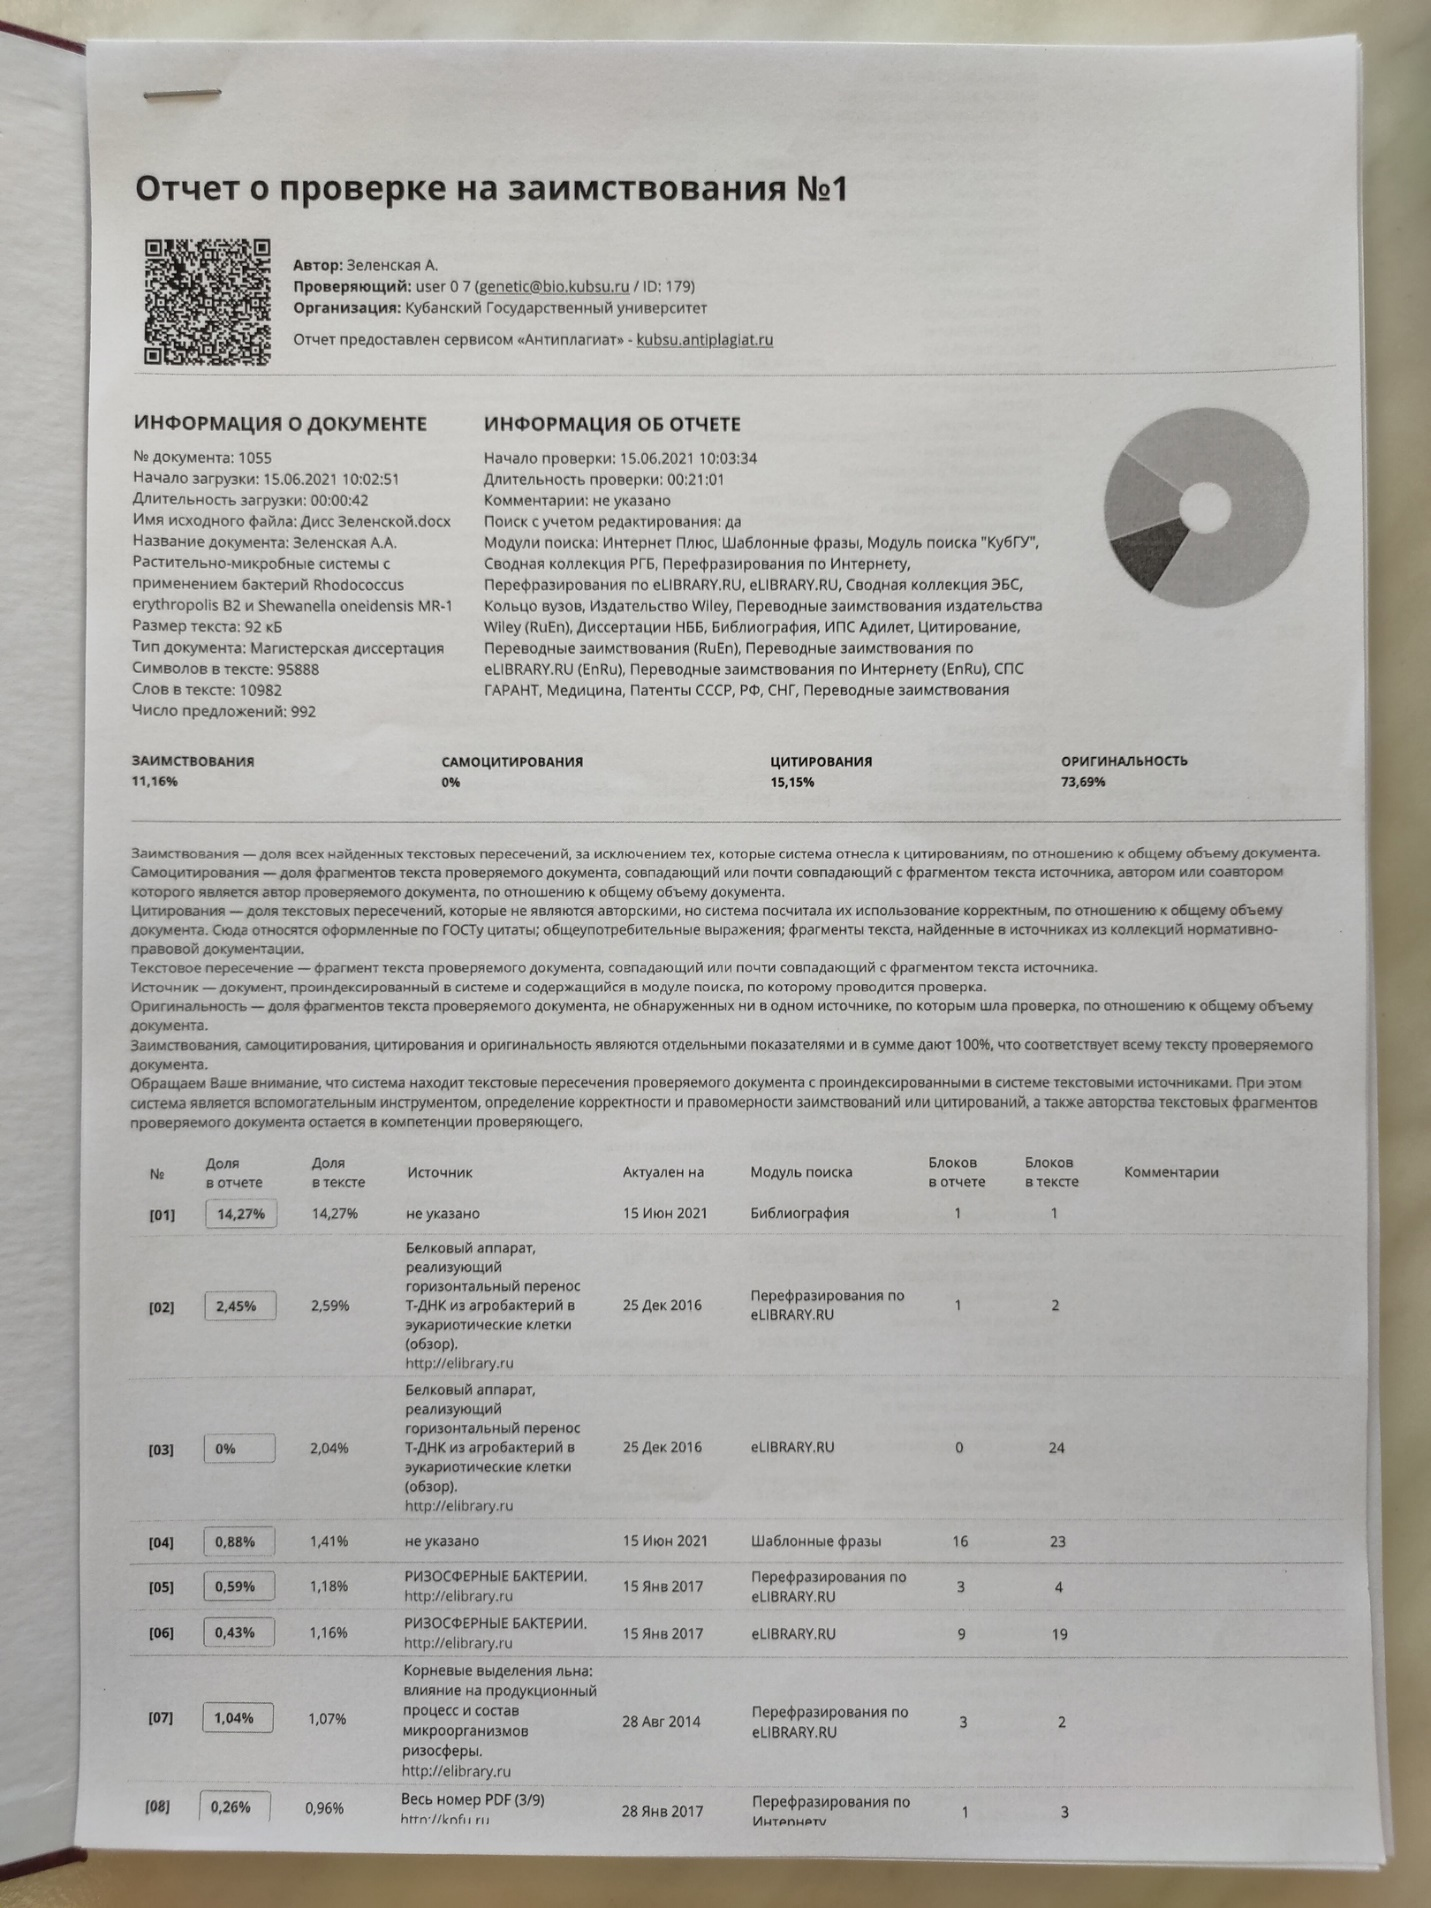 Отчет о проверке на заимствования №1
Автор: Зеленская А.
Проверяющий: user 0 7 (genetic@bio.kubsu.ru / ID: 179)
Организация: Кубанский Государственный университет
Отчет предоставлен сервисом «Антиплагиат» - kubsu.antiplagiat.ru
ИНФОРМАЦИЯ О ДОКУМЕНТЕ
№ документа: 1055
Начало загрузки: 15.06.2021 10:02:51
Длительность загрузки: 00:00:42
Имя исходного файла: Дисс Зеленской.docx
Название документа: Зеленская А.А.
Растительно-микробные системы с
применением бактерий Rhodococcus
erythropolis B2 и Shewanella oneidensis MR-1
Размер текста: 92 кБ
Тип документа: Магистерская диссертация
Символов в тексте: 95888
Слов в тексте: 10982
Число предложений: 992
ИНФОРМАЦИЯ ОБ ОТЧЕТЕ
Начало проверки: 15.06.2021 10:03:34
Длительность проверки: 00:21:01
Комментарии: не указано
Поиск с учетом редактирования: да
Модули поиска: Интернет Плюс, Шаблонные фразы, Модуль поиска "КубГУ",
Сводная коллекция РГБ, Перефразирования по Интернету,
Перефразирования по eLIBRARY.RU, eLIBRARY.RU, Сводная коллекция ЭБС,
Кольцо вузов, Издательство Wiley, Переводные заимствования издательства
Wiley (RuEn), Диссертации НББ, Библиография, ИПС Адилет, Цитирование,
Переводные заимствования (RuEn), Переводные заимствования по
eLIBRARY.RU (EnRu), Переводные заимствования по Интернету (EnRu), СПС
ГАРАНТ, Медицина, Патенты СССР, РФ, СНГ, Переводные заимствования
ЗАИМСТВОВАНИЯ САМОЦИТИРОВАНИЯ ЦИТИРОВАНИЯ ОРИГИНАЛЬНОСТЬ
11,16% 0% 15,15% 73,69%
Заимствования — доля всех найденных текстовых пересечений, за исключением тех, которые система отнесла к цитированиям, по отношению к общему объему документа.
Самоцитирования — доля фрагментов текста проверяемого документа, совпадающий или почти совпадающий с фрагментом текста источника, автором или соавтором
которого является автор проверяемого документа, по отношению к общему объему документа.
Цитирования — доля текстовых пересечений, которые не являются авторскими, но система посчитала их использование корректным, по отношению к общему объему
документа. Сюда относятся оформленные по ГОСТу цитаты; общеупотребительные выражения; фрагменты текста, найденные в источниках из коллекций нормативно-
правовой документации.
Текстовое пересечение — фрагмент текста проверяемого документа, совпадающий или почти совпадающий с фрагментом текста источника.
Источник — документ, проиндексированный в системе и содержащийся в модуле поиска, по которому проводится проверка.
Оригинальность — доля фрагментов текста проверяемого документа, не обнаруженных ни в одном источнике, по которым шла проверка, по отношению к общему объему
документа.
Заимствования, самоцитирования, цитирования и оригинальность являются отдельными показателями и в сумме дают 100%, что соответствует всему тексту проверяемого
документа.
Обращаем Ваше внимание, что система находит текстовые пересечения проверяемого документа с проиндексированными в системе текстовыми источниками. При этом
система является вспомогательным инструментом, определение корректности и правомерности заимствований или цитирований, а также авторства текстовых фрагментов
проверяемого документа остается в компетенции проверяющего.
№ Доля в отчете Доля в тексте Источник Актуален на Модуль поиска Блоков в отчете Блоков в тексте Комментарии
[01] 14,27% 14,27% не указано 15 Июн 2021 Библиография 1 1
Белковый аппарат,
реализующий
горизонтальный перенос
[02] 2,45% 2,59% Т-ДНК из агробактерий в 25 Дек 2016 Перефразирования по eLIBRARY.RU 1 2
эукариотические клетки
(обзор).
http://elibrary.ru
Белковый аппарат,
реализующий
горизонтальный перенос
[03] 0% 2,04% Т-ДНК из агробактерий в 25 Дек 2016 eLIBRARY.RU 0 24
эукариотические клетки
(обзор).
http://elibrary.ru
[04] 0,88% 1,41% не указано 15 Июн 2021 Шаблонные фразы 16 23
[05] 0,59% 1,18% РИЗОСФЕРНЫЕ БАКТЕРИИ. http://elibrary.ru 15 Янв 2017 Перефразирования по eLIBRARY.RU 3 4
[06] 0,43% 1,16% РИЗОСФЕРНЫЕ БАКТЕРИИ. http://elibrary.ru 15 Янв 2017 eLIBRARY.RU 9 19
Корневые выделения льна:
влияние на продукционный
[07] 1,04% 1,07% процесс и состав 28 Авг 2014 Перефразирования по eLIBRARY.RU 3 2
микроорганизмов
ризосферы.
http://elibrary.ru
[08] 0,26% 0,96% Весь номер PDF (3/9) http://kpfu.ru 28 Янв 2017 Перефразирования по Интернету 1 3